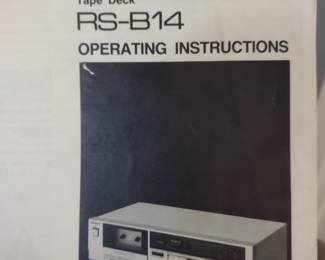 Tape Deck
RS-B14
OPERATING INSTRUCTIONS